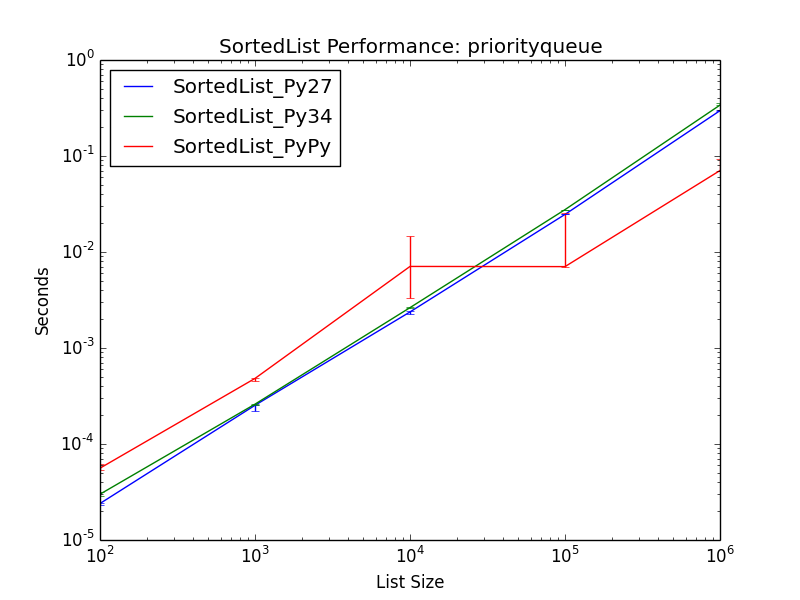 SortedList Performance: priorityqueue
10^0
SortedList_Py27
SortedList_Py34
SortedList_PyPy
10^-1
10^-2
Seconds
10^-3
10^-4
10^-5
10^2 10^3 10^4 10^5 10^6
List Size